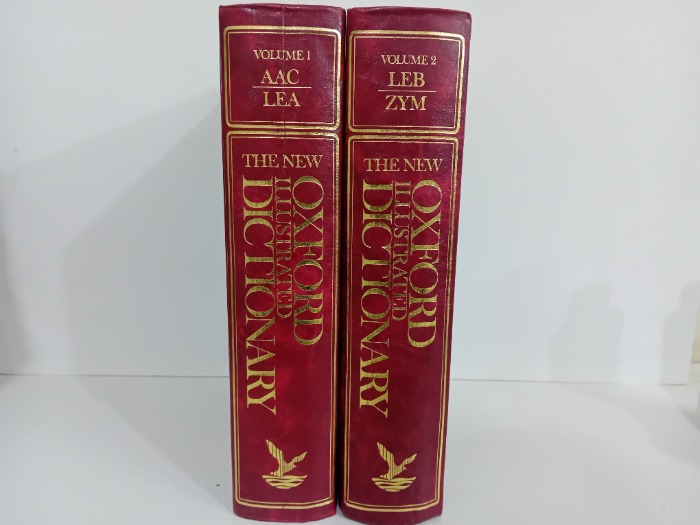 VOLUME 1
AAC
LEA
THE NEW
OXFORD
ILLUSTRATED
DICTIONARY
VOLUME 2
LEB
ZYM
THE NEW
OXFORD
ILLUSTRATED
DICTIONARY